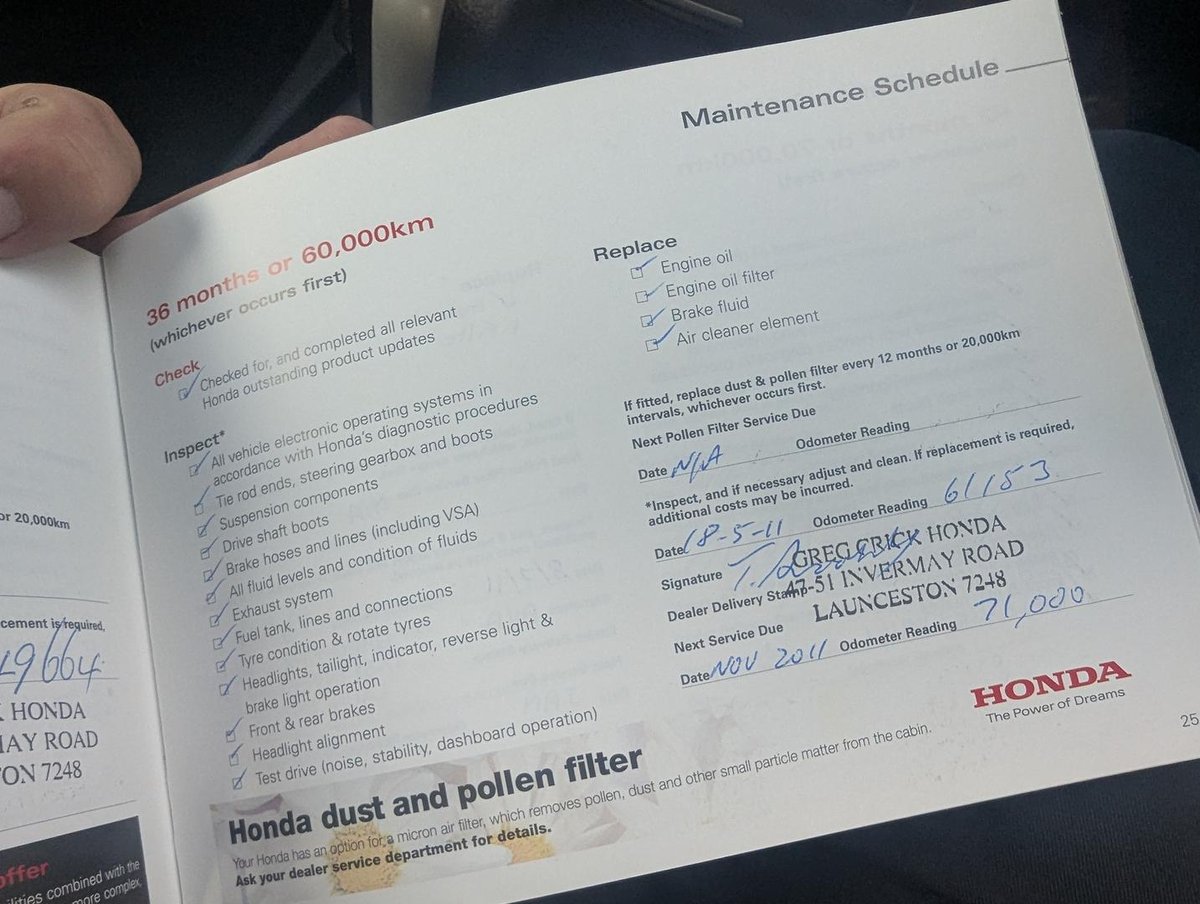 Maintenance Schedule
36 months or 60,000km
(whichever occurs first)
Check
Checked for, and completed all relevant
Honda outstanding product updates
Inspect*
All vehicle electronic operating systems in
accordance with Honda's diagnostic procedures
Tie rod ends, steering gearbox and boots
Suspension components
Drive shaft boots
Brake hoses and lines (including VSA)
All fluid levels and condition of fluids
Exhaust system
Fuel tank, lines and connections
Tyre condition & rotate tyres
Headlights, tailight, indicator, reverse light &
brake light operation
Front & rear brakes
Headlight alignment
Test drive (noise, stability, dashboard operation)
Replace
Engine oil
Engine oil filter
Brake fluid
Air cleaner element
If fitted, replace dust & pollen filter every 12 months or 20,000km
intervals, whichever occurs first.
Next Pollen Filter Service Due
Date N/A Odometer Reading
*Inspect, and if necessary adjust and clean. If replacement is required,
additional costs may be incurred.
Date 18-5-11 Odometer Reading 61153
Signature
Dealer Delivery Stamp
GREG CRICK HONDA
47-51 INVERMAY ROAD
LAUNCESTON 7248
Next Service Due
Date NOV 2011 Odometer Reading 71,000
HONDA
The Power of Dreams
25
Honda dust and pollen filter
Your Honda has an option for a micron air filter, which removes pollen, dust and other small particle matter from the cabin.
Ask your dealer service department for details.
or 20,000km
cement is required,
49664
HONDA
MAY ROAD
TON 7248
offer
lities combined with the
more complex,